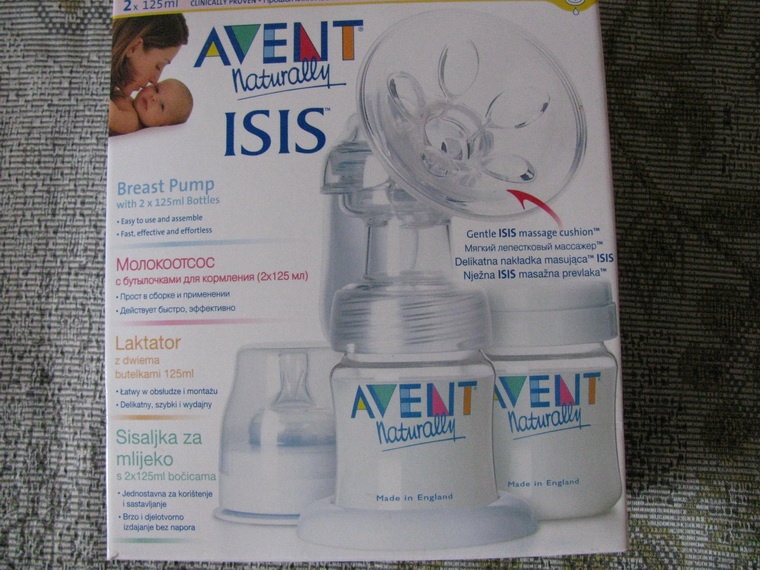 2x 125ml
CLINICALLY PROVEN •
AVENT
Naturally
ISIS™
Breast Pump
with 2 x 125ml Bottles
• Easy to use and assemble
• Fast, effective and effortless
Gentle ISIS massage cushion™
Мягкий лепестковый массажер™
Delikatna nakładka masująca™ ISIS
Nježna ISIS masažna prevlaka™
Молокоотсос
с бутылочками для кормления (2x125 мл)
• Прост в сборке и применении
• Действует быстро, эффективно
Laktator
z dwiema
butelkami 125ml
• Łatwy w obsłudze i montażu
• Delikatny, szybki i wydajny
Sisaljka za
mlijeko
s 2x125ml bočicama
• Jednostavna za korištenje
i sastavljanje
• Brzo i djelotvorno
izdajanje bez napora
AVENT
Naturally
Made in England
AVENT
Naturally
Made in England